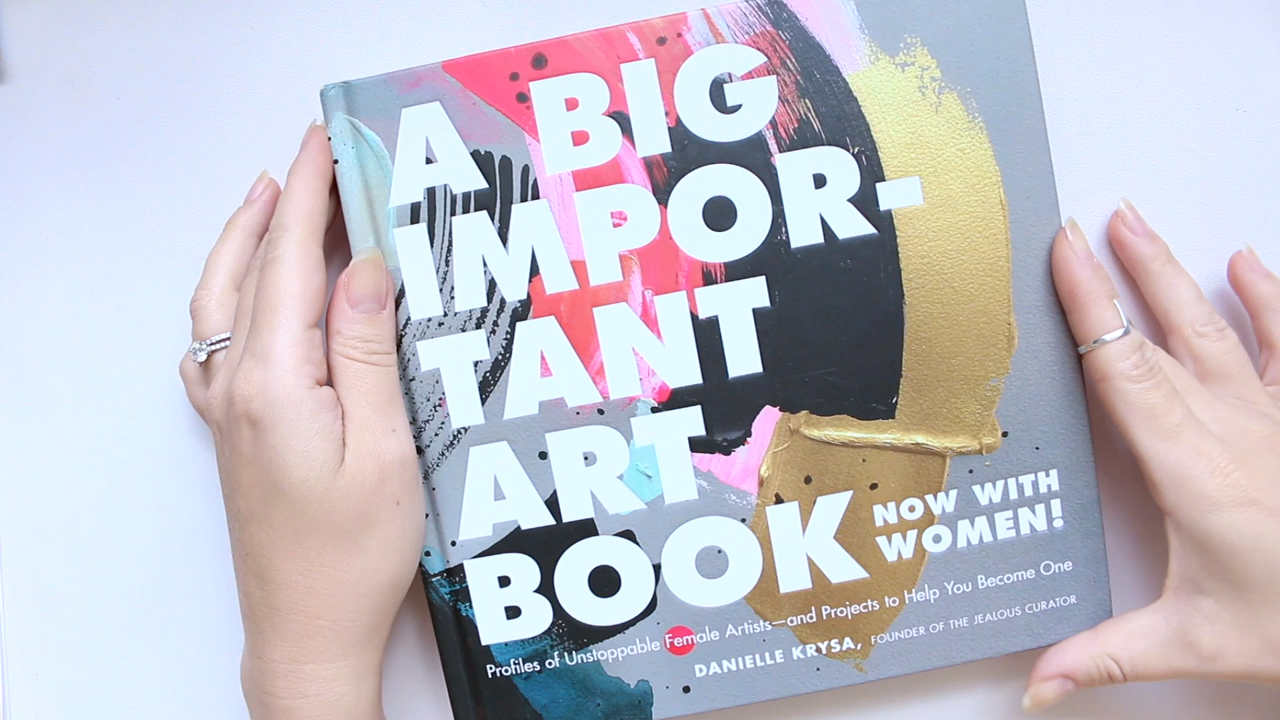 A BIG
IMPOR-
TANT
ART
BOOK
NOW WITH
WOMEN!
Profiles of Unstoppable Female Artists—and Projects to Help You Become One
DANIELLE KRYSA, FOUNDER OF THE JEALOUS CURATOR